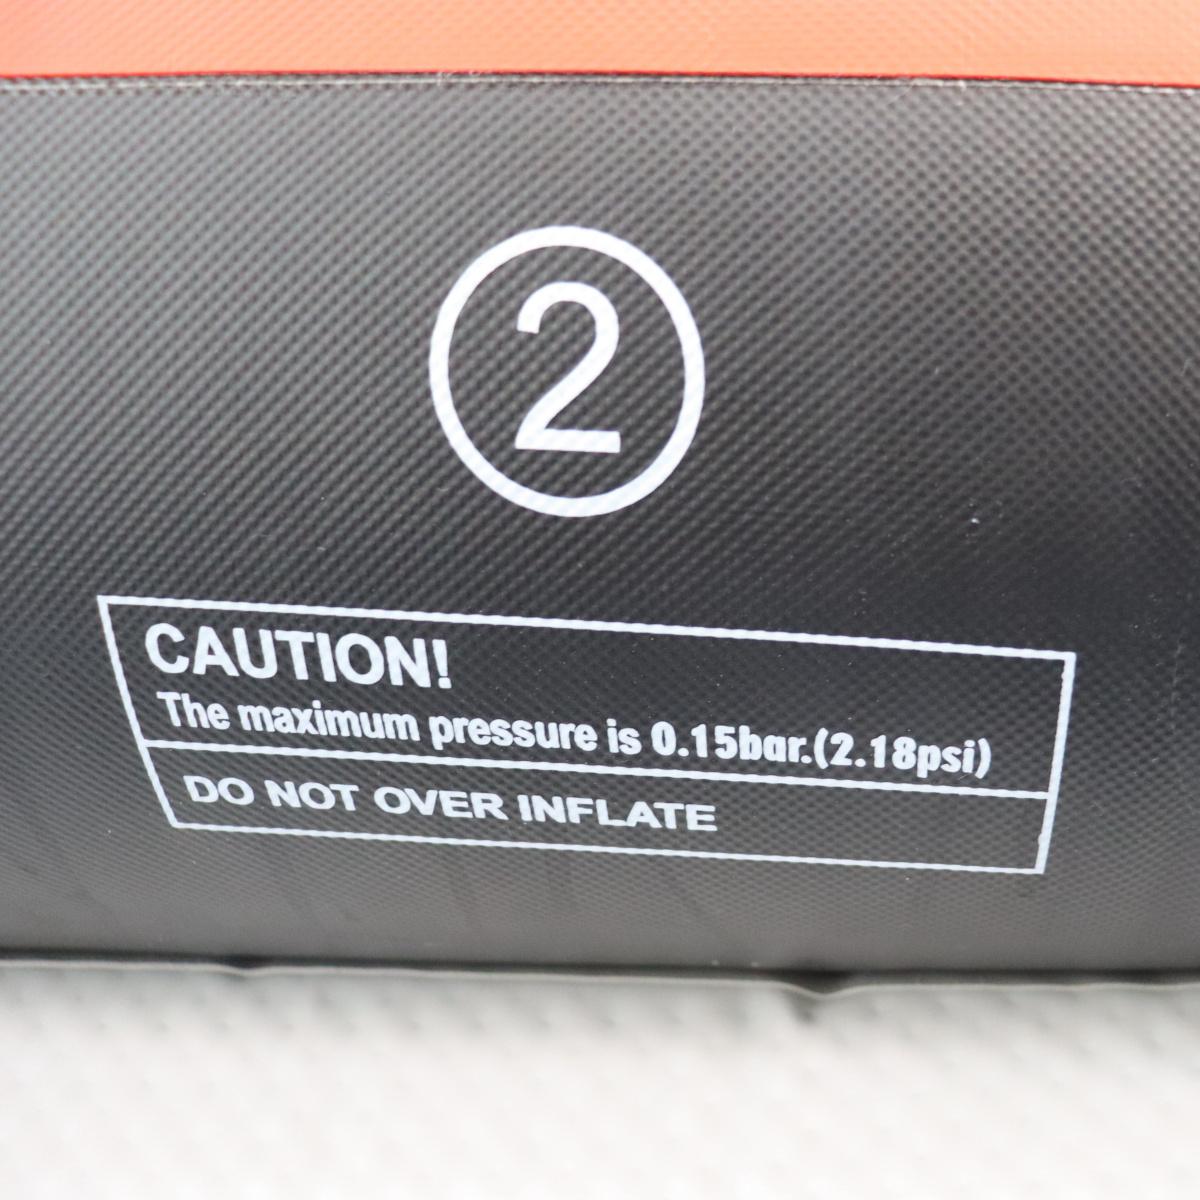 2
CAUTION!
The maximum pressure is 0.15bar.(2.18psi)
DO NOT OVER INFLATE